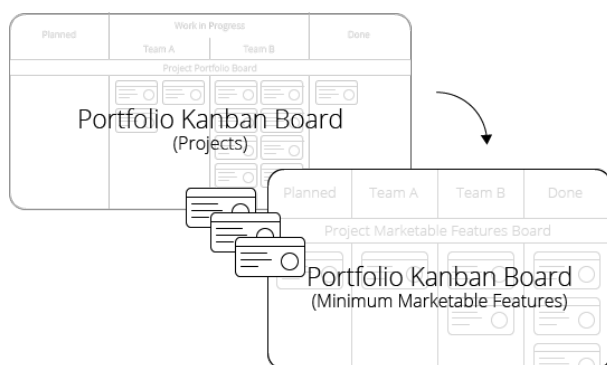 Planned
Work in Progress
Done
Team A
Team B
Project Portfolio Board
Portfolio Kanban Board
(Projects)
Planned
Team A
Team B
Done
Project Marketable Features Board
Portfolio Kanban Board
(Minimum Marketable Features)